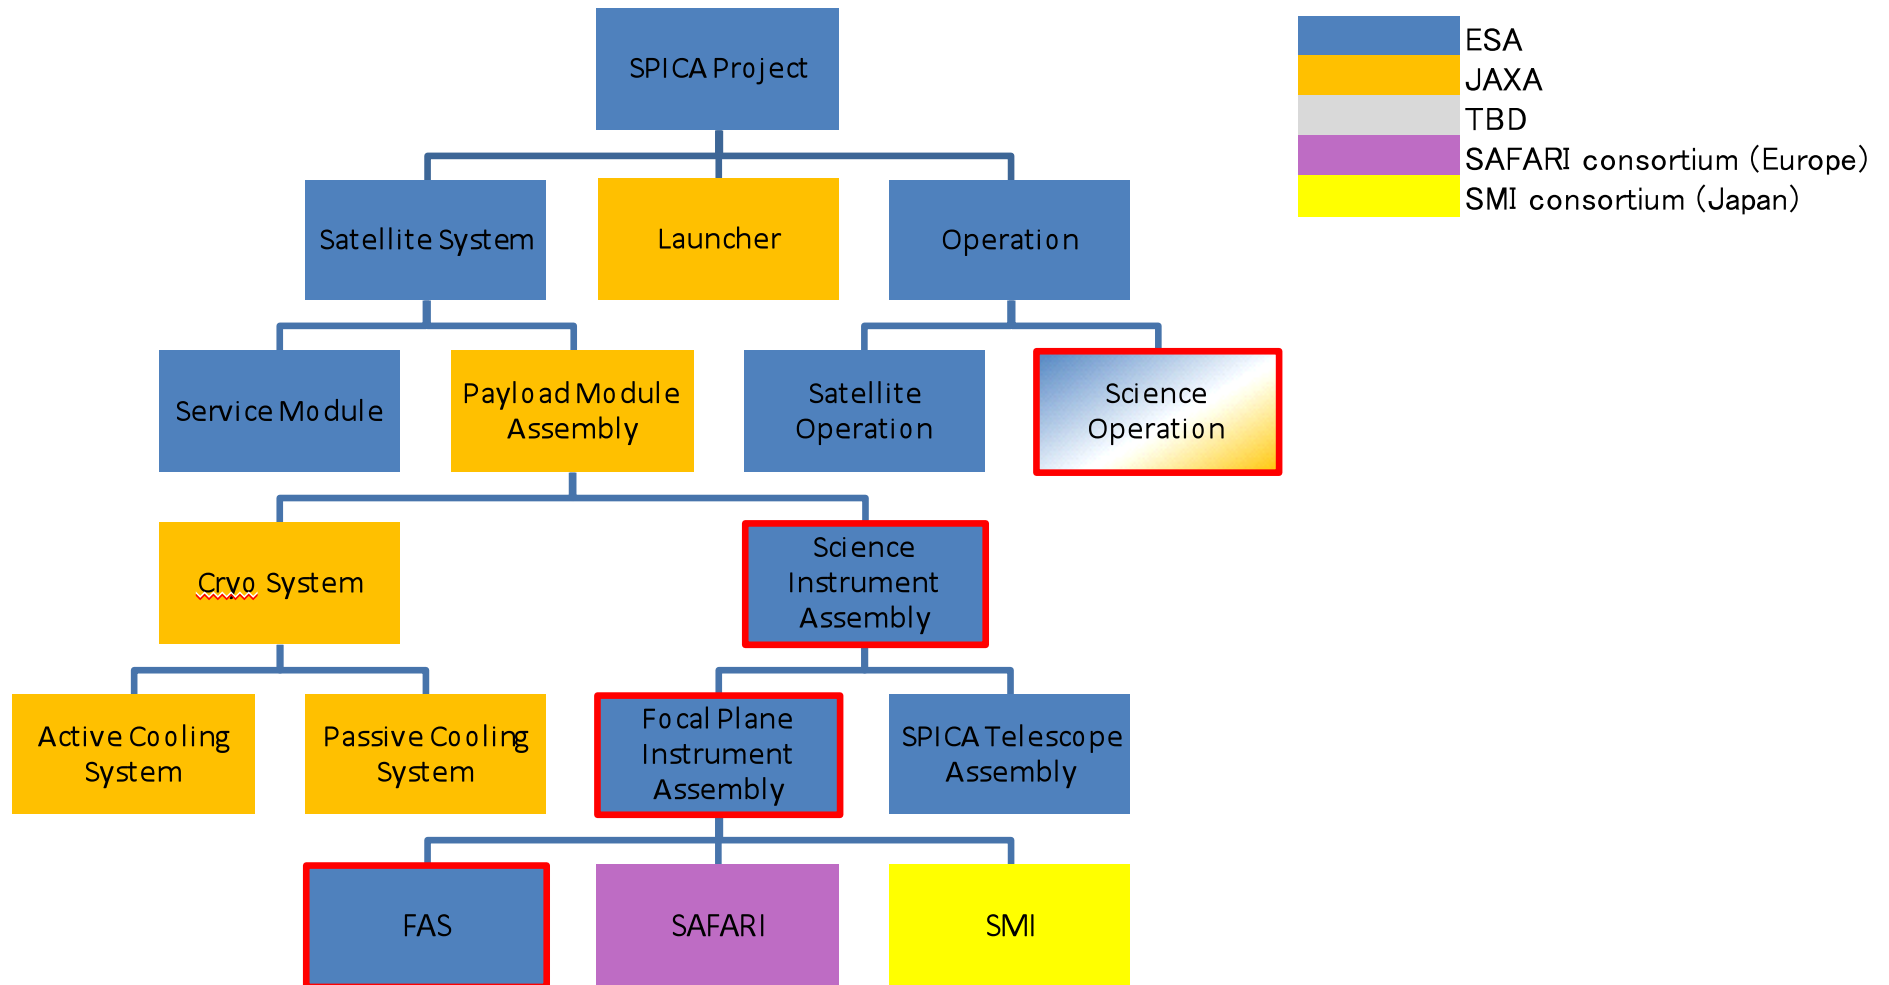 SPICA Project
ESA
JAXA
TBD
SAFARI consortium (Europe)
SMI consortium (Japan)
Satellite System
Launcher
Operation
Service Module
Payload Module
Assembly
Satellite
Operation
Science
Operation
Cryo System
Science
Instrument
Assembly
Active Cooling
System
Passive Cooling
System
Focal Plane
Instrument
Assembly
SPICA Telescope
Assembly
FAS
SAFARI
SMI